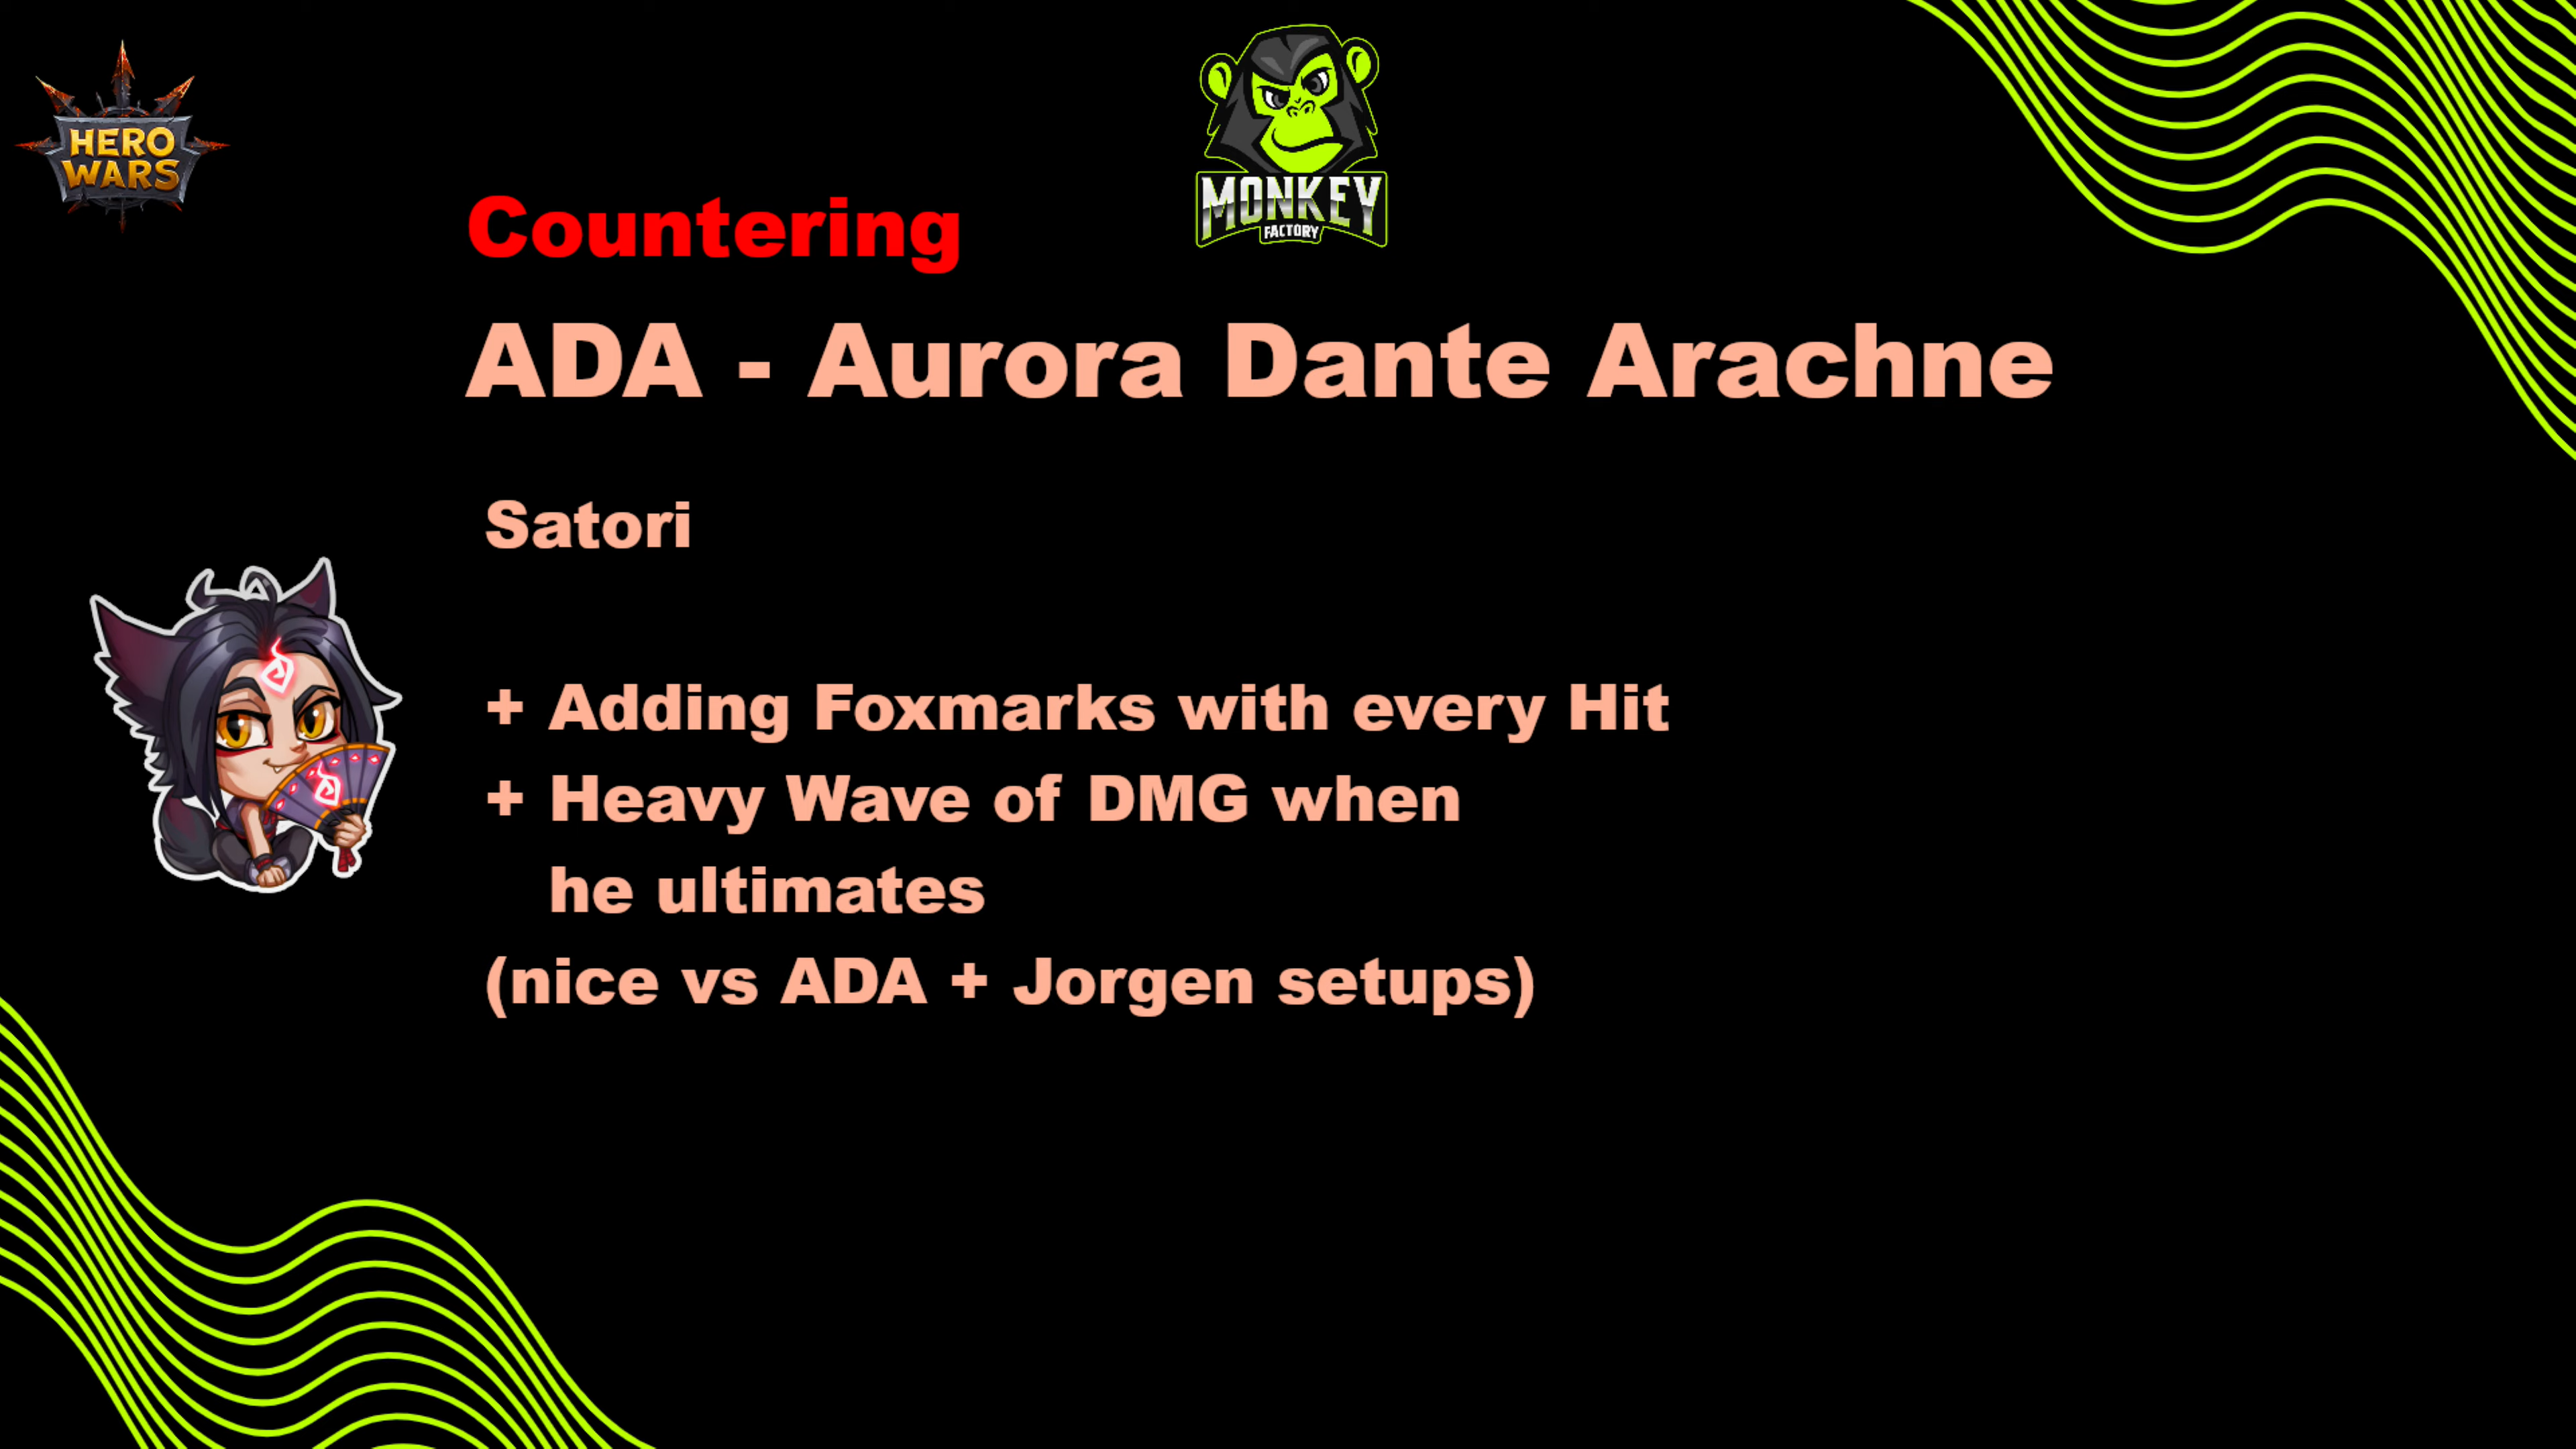 HERO
WARS
MONKEY
FACTORY
Countering
ADA - Aurora Dante Arachne
Satori
+ Adding Foxmarks with every Hit
+ Heavy Wave of DMG when
he ultimates
(nice vs ADA + Jorgen setups)